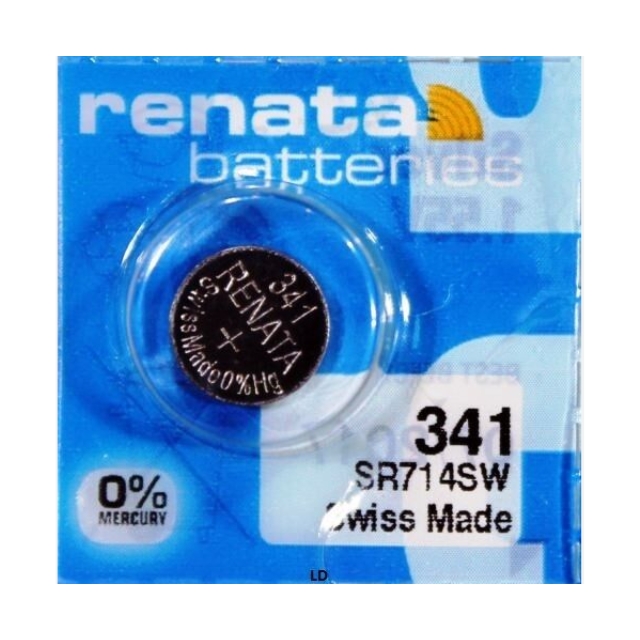 renata
batteries
341
RENATA
+
Swiss Made 0%Hg
341
SR714SW
Swiss Made
0%
MERCURY
LD